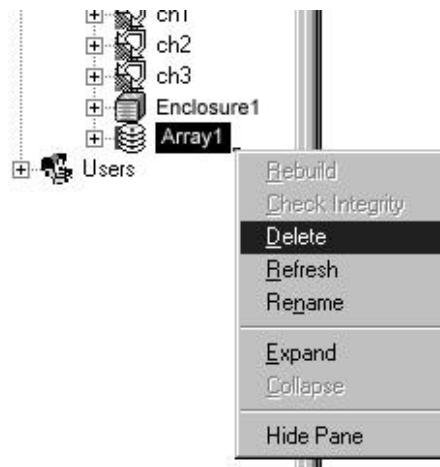 ch1
ch2
ch3
Enclosure1
Array1
Users
Rebuild
Check Integrity
Delete
Refresh
Rename
Expand
Collapse
Hide Pane